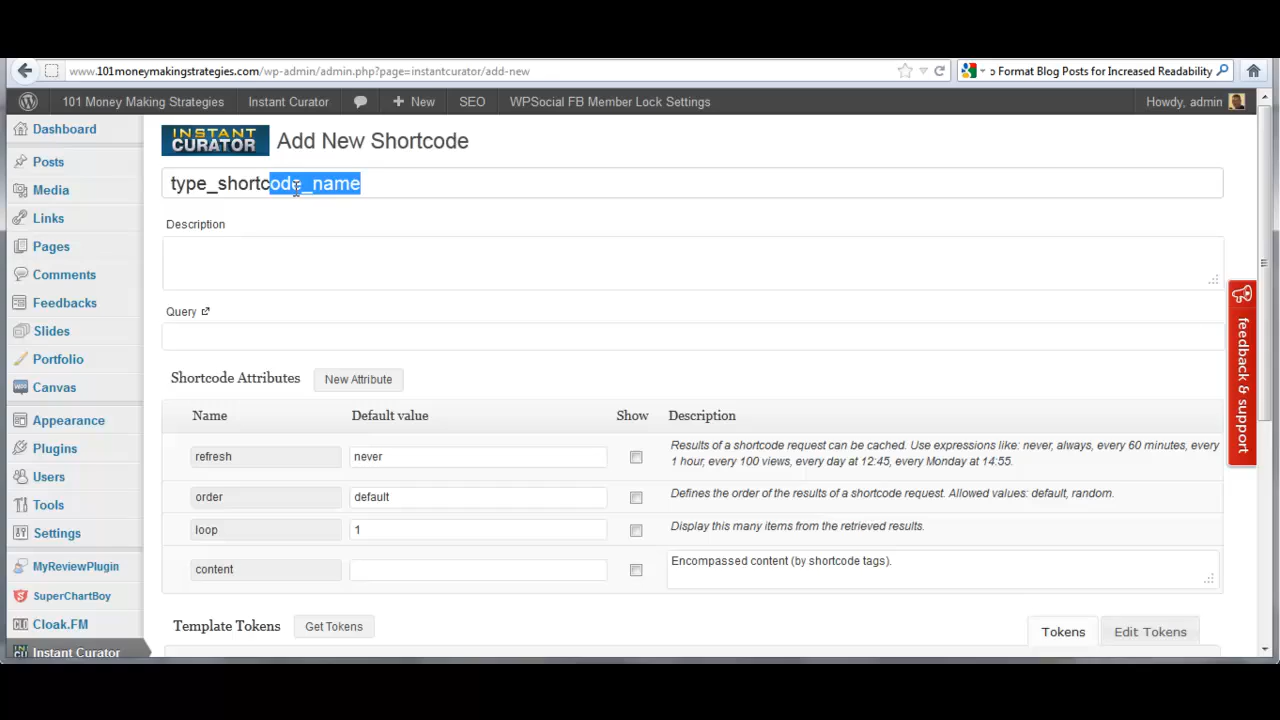 www.101moneymakingstrategies.com/wp-admin/admin.php?page=instantcurator/add-new
Format Blog Posts for Increased Readability
101 Money Making Strategies
Instant Curator
+ New
SEO
WPSocial FB Member Lock Settings
Howdy, admin
Dashboard
Posts
Media
Links
Pages
Comments
Feedbacks
Slides
Portfolio
Canvas
Appearance
Plugins
Users
Tools
Settings
MyReviewPlugin
SuperChartBoy
Cloak.FM
Instant Curator
INSTANT
CURATOR
Add New Shortcode
type_shortcode_name
Description
Query
Shortcode Attributes
New Attribute
Name Default value Show Description
refresh never Results of a shortcode request can be cached. Use expressions like: never, always, every 60 minutes, every
1 hour, every 100 views, every day at 12:45, every Monday at 14:55.
order default Defines the order of the results of a shortcode request. Allowed values: default, random.
loop 1 Display this many items from the retrieved results.
content Encompassed content (by shortcode tags).
Template Tokens
Get Tokens
Tokens
Edit Tokens
feedback & support